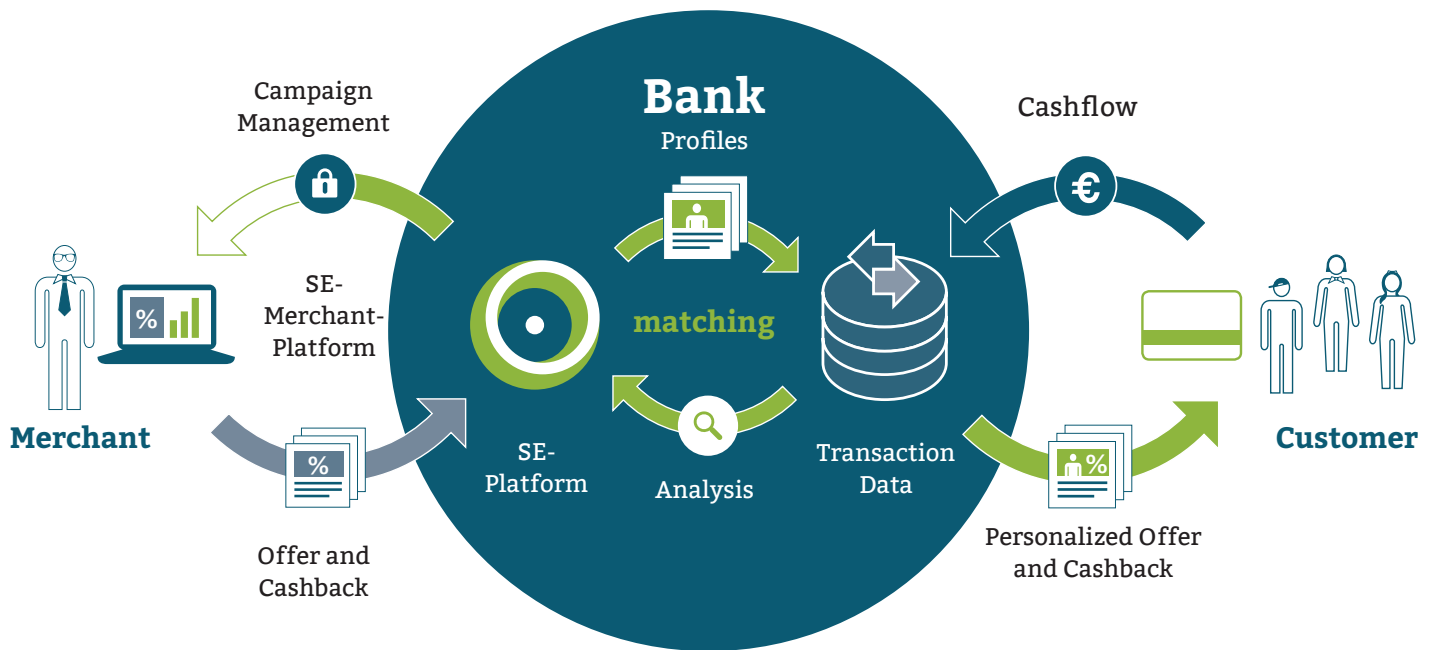 Bank
Profiles
Campaign
Management
Cashflow
€
SE-
Merchant-
Platform
%
matching
Merchant
Customer
%
SE-
Platform
Analysis
Transaction
Data
%
Offer and
Cashback
Personalized Offer
and Cashback